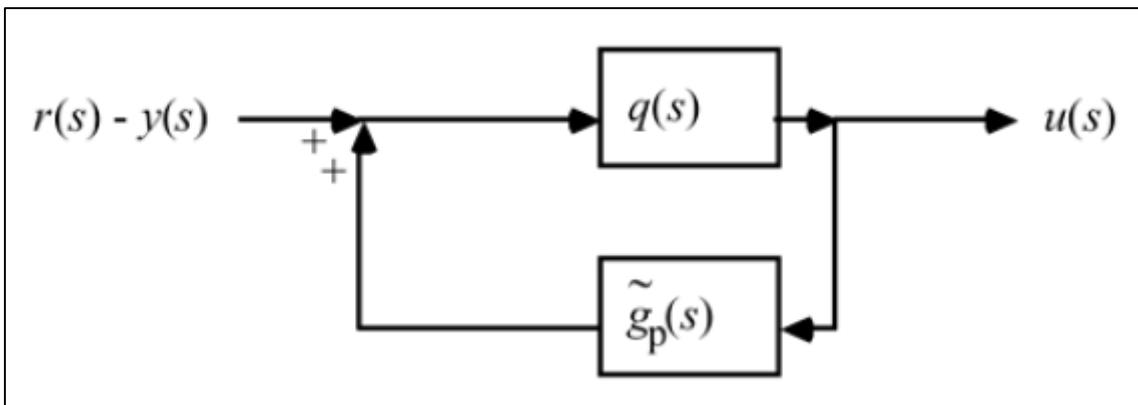 r(s) - y(s)
+
+
q(s)
u(s)
g̃p(s)